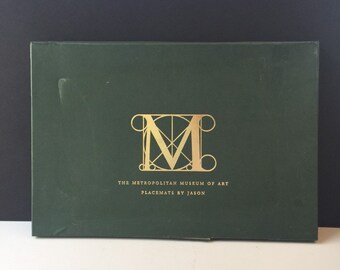 M
THE METROPOLITAN MUSEUM OF ART
PLACEMATS BY JASON